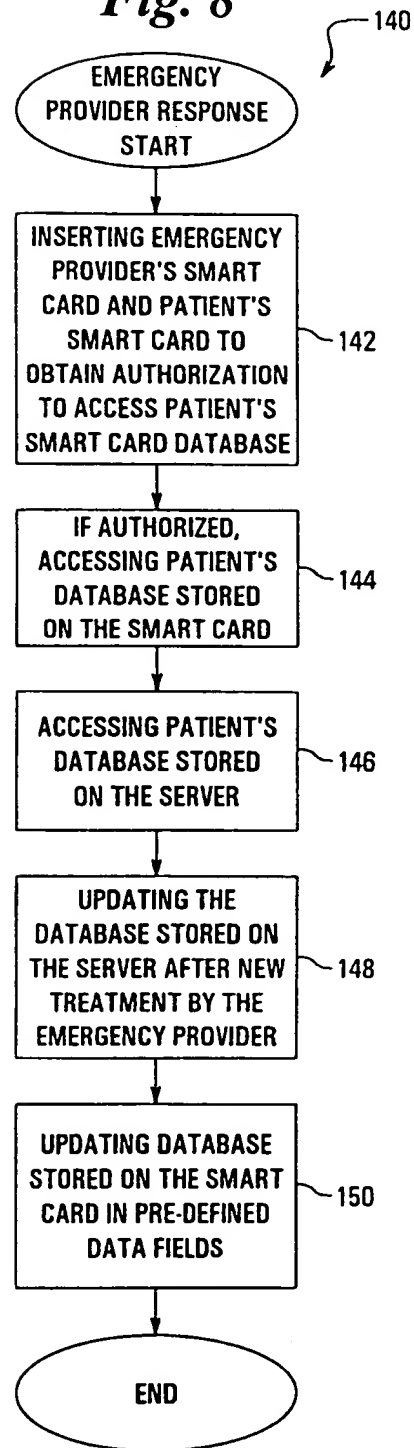 Fig. 8
140
EMERGENCY
PROVIDER RESPONSE
START
INSERTING EMERGENCY
PROVIDER'S SMART
CARD AND PATIENT'S
SMART CARD TO
OBTAIN AUTHORIZATION
TO ACCESS PATIENT'S
SMART CARD DATABASE
142
IF AUTHORIZED,
ACCESSING PATIENT'S
DATABASE STORED
ON THE SMART CARD
144
ACCESSING PATIENT'S
DATABASE STORED
ON THE SERVER
146
UPDATING THE
DATABASE STORED ON
THE SERVER AFTER NEW
TREATMENT BY THE
EMERGENCY PROVIDER
148
UPDATING DATABASE
STORED ON THE SMART
CARD IN PRE-DEFINED
DATA FIELDS
150
END